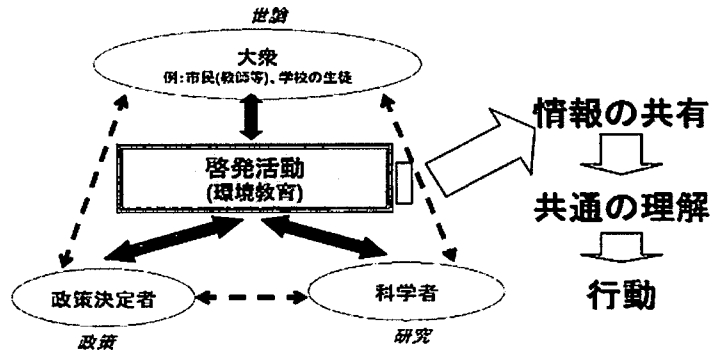 世論
大衆
例:市民(教師等)、学校の生徒
情報の共有
啓発活動
(環境教育)
共通の理解
政策決定者
科学者
行動
政策
研究